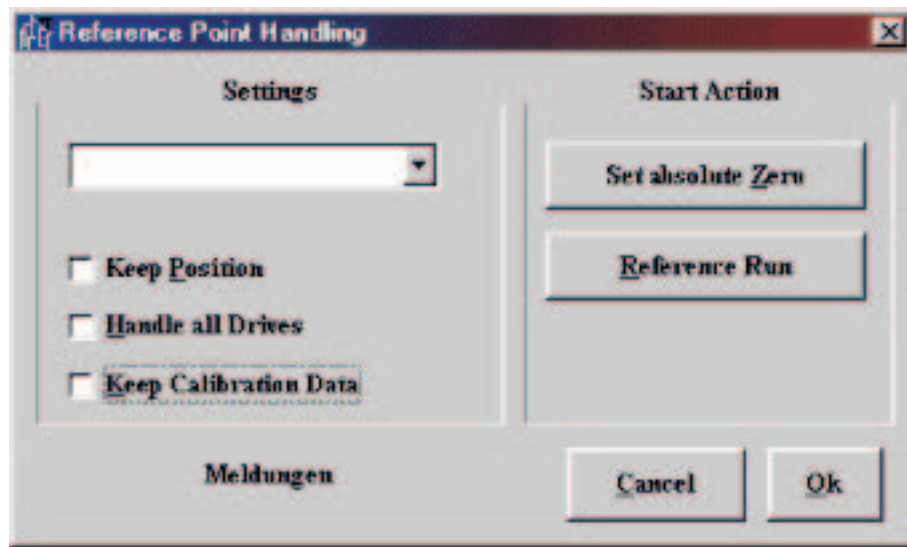 Reference Point Handling
Settings
Keep Position
Handle all Drives
Keep Calibration Data
Start Action
Set absolute Zero
Reference Run
Meldungen
Cancel
Ok